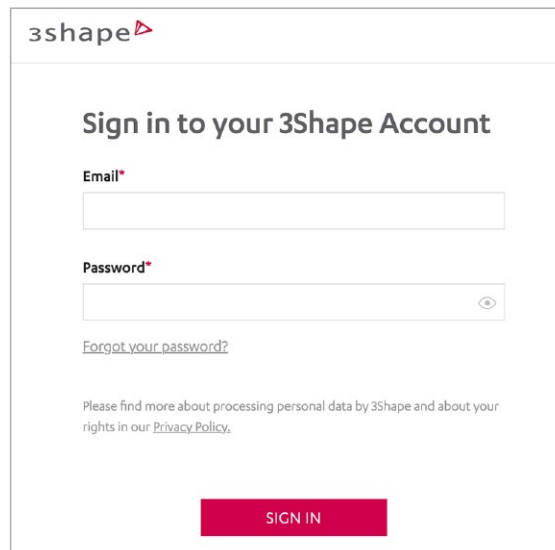 3shape
Sign in to your 3Shape Account
Email*
Password*
Forgot your password?
Please find more about processing personal data by 3Shape and about your
rights in our Privacy Policy.
SIGN IN